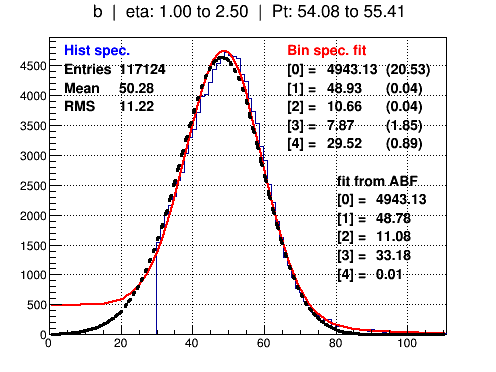 b | eta: 1.00 to 2.50 | Pt: 54.08 to 55.41
Hist spec.
Entries 117124
Mean 50.28
RMS 11.22
Bin spec. fit
[0] = 4943.13 (20.53)
[1] = 48.93 (0.04)
[2] = 10.66 (0.04)
[3] = 7.87 (1.85)
[4] = 29.52 (0.89)
fit from ABF
[0] = 4943.13
[1] = 48.78
[2] = 11.08
[3] = 33.18
[4] = 0.01
4500
4000
3500
3000
2500
2000
1500
1000
500
0
0 20 40 60 80 100